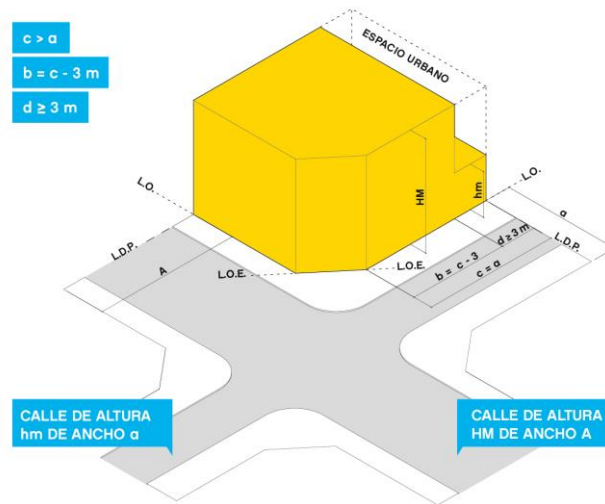 c > a
b = c - 3 m
d ≥ 3 m
ESPACIO URBANO
L.O.
L.D.P.
A
L.O.E.
L.O.E.
HM
hm
L.O.
a
L.D.P.
d ≥ 3 m
b = c - 3
c = a
CALLE DE ALTURA
hm DE ANCHO a
CALLE DE ALTURA
HM DE ANCHO A